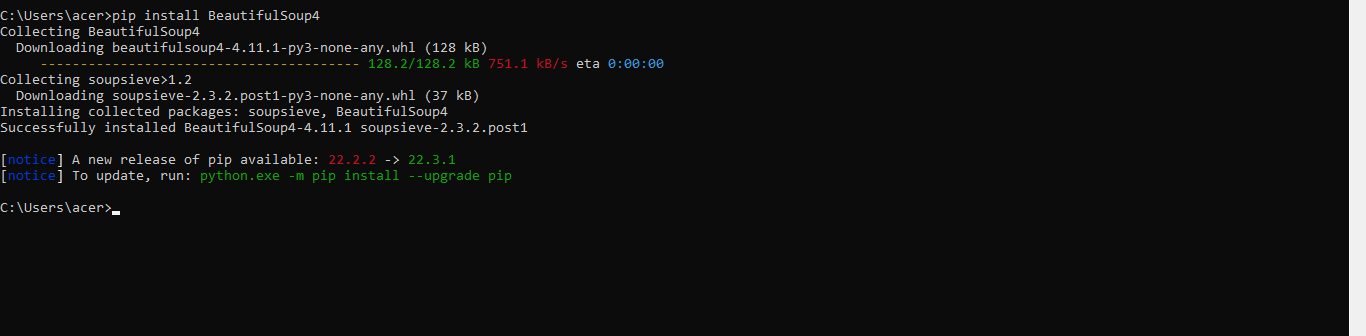 C:\Users\acer>pip install BeautifulSoup4
Collecting BeautifulSoup4
  Downloading beautifulsoup4-4.11.1-py3-none-any.whl (128 kB)
     ---------------------------------------- 128.2/128.2 kB 751.1 kB/s eta 0:00:00
Collecting soupsieve>1.2
  Downloading soupsieve-2.3.2.post1-py3-none-any.whl (37 kB)
Installing collected packages: soupsieve, BeautifulSoup4
Successfully installed BeautifulSoup4-4.11.1 soupsieve-2.3.2.post1
[notice] A new release of pip available: 22.2.2 -> 22.3.1
[notice] To update, run: python.exe -m pip install --upgrade pip
C:\Users\acer>